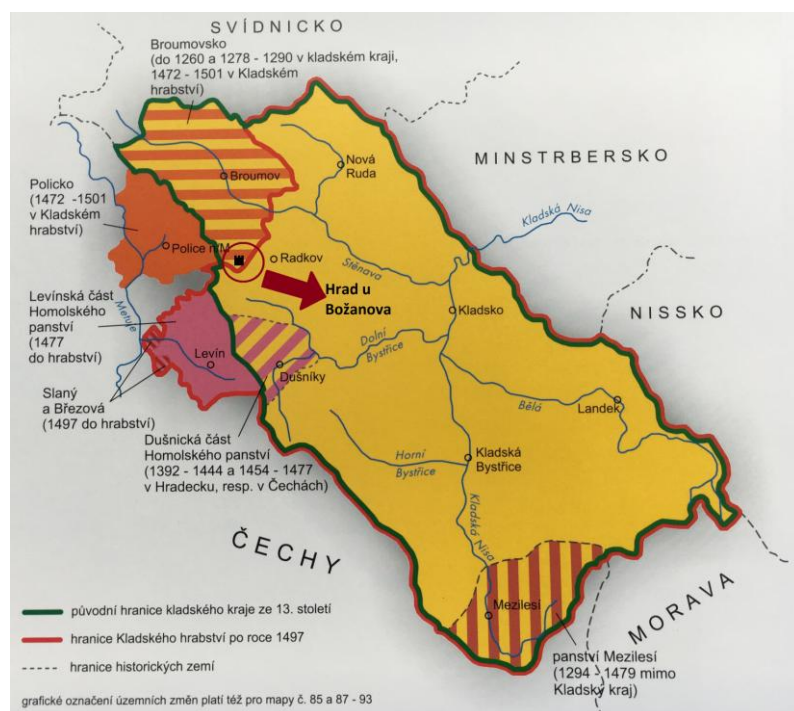 SVÍDNICKO
Broumovsko
(do 1260 a 1278 - 1290 v kladském kraji,
1472 - 1501 v Kladském
hrabství)
MINSTRBERSKO
Nová
Ruda
Broumov
Kladská Nisa
Policko
(1472 -1501
v Kladském
hrabství)
Police n/M
Radkov
Stěnava
Hrad u
Božanova
NISSKO
Kladsko
Levínská část
Homolského
panství
(1477
do hrabství)
Metuje
Levín
Dolní
Bystřice
Dušníky
Slaný
a Březová
(1497 do hrabství)
Bělá
Landek
Dušnická část
Homolského panství
(1392 - 1444 a 1454 - 1477
v Hradecku, resp. v Čechách)
Horní
Bystřice
Kladská
Bystřice
Kladská Nisa
ČECHY
MORAVA
Mezilesí
panství Mezilesí
(1294 - 1479 mimo
Kladský kraj)
původní hranice kladského kraje ze 13. století
hranice Kladského hrabství po roce 1497
hranice historických zemí
grafické označení územních změn platí též pro mapy č. 85 a 87 - 93